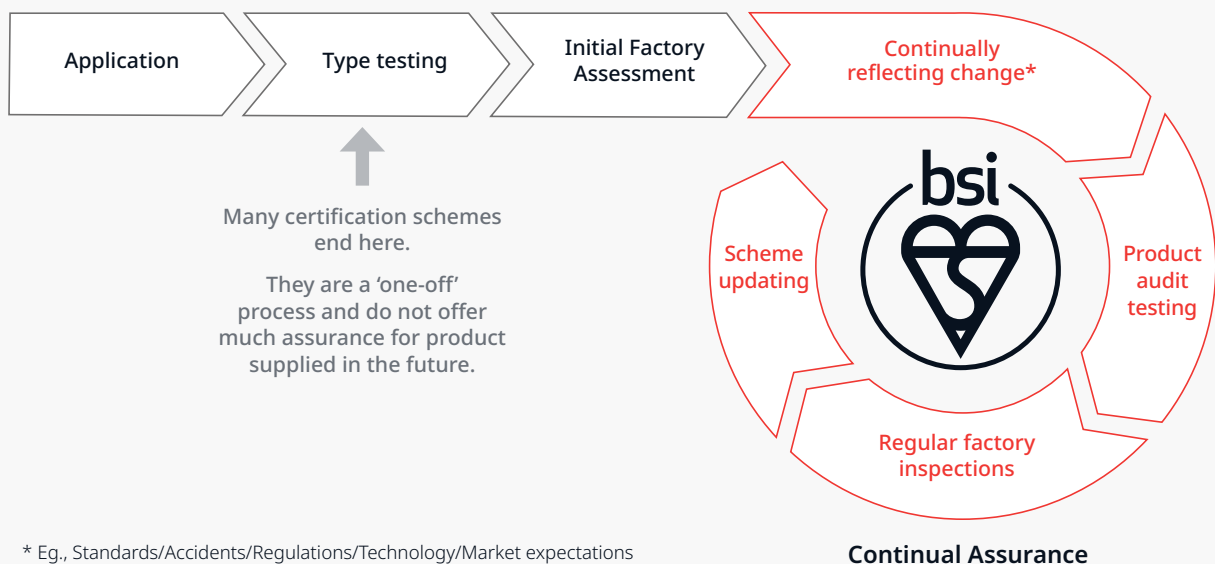 Application
Type testing
Initial Factory
Assessment
Continually
reflecting change*
Many certification schemes
end here.
They are a ‘one-off’
process and do not offer
much assurance for product
supplied in the future.
bsi
Scheme
updating
Product
audit
testing
Regular factory
inspections
* Eg., Standards/Accidents/Regulations/Technology/Market expectations
Continual Assurance